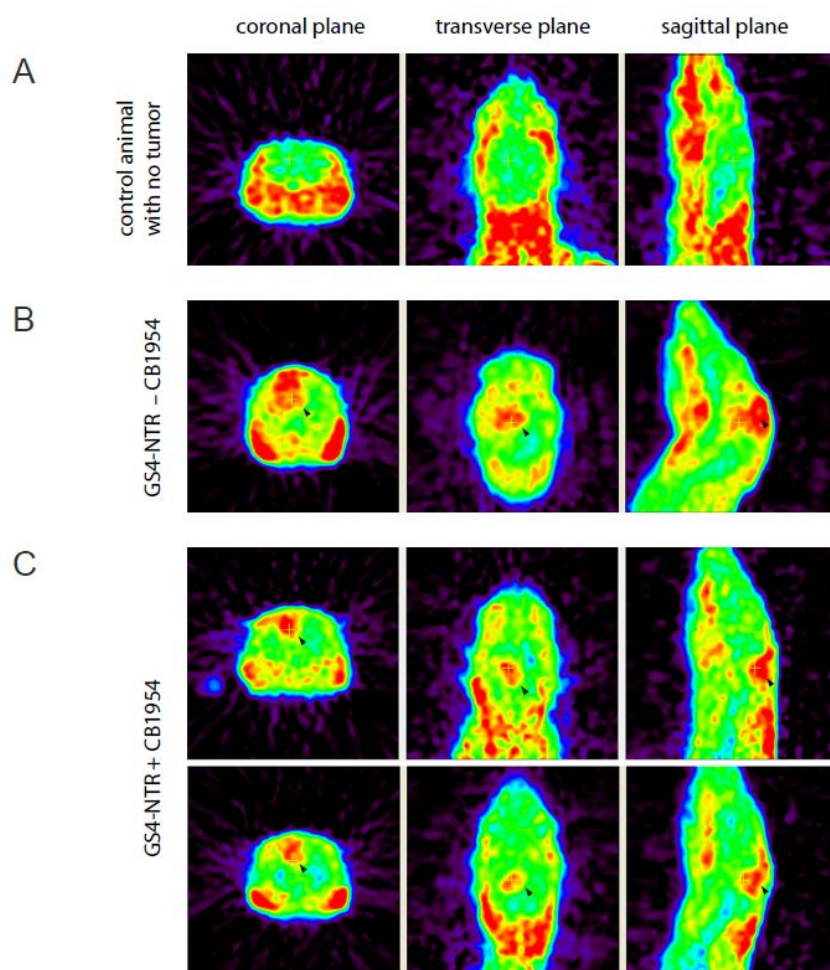 coronal plane transverse plane sagittal plane
A
control animal
with no tumor
B
GS4-NTR – CB1954
C
GS4-NTR+ CB1954